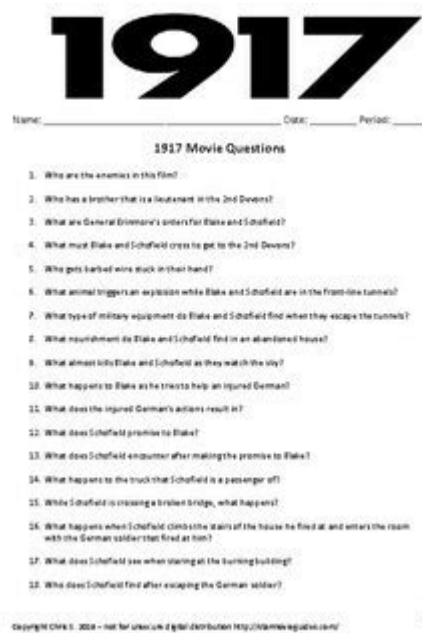 1917
Name: ____________ Date: ________ Period: _____
1917 Movie Questions
1. Who are the enemies in this film?
2. Who has a brother that is a lieutenant in the 2nd Devons?
3. What are General Erinmore's orders for Blake and Schofield?
4. What must Blake and Schofield cross to get to the 2nd Devons?
5. Who gets barbed wire stuck in their hand?
6. What animal triggers an explosion while Blake and Schofield are in the front-line tunnels?
7. What type of military equipment do Blake and Schofield find when they escape the tunnels?
8. What nourishment do Blake and Schofield find in an abandoned house?
9. What almost kills Blake and Schofield as they watch the sky?
10. What happens to Blake as he tries to help an injured German?
11. What does the injured German's actions result in?
12. What does Schofield promise to Blake?
13. What does Schofield encounter after making the promise to Blake?
14. What happens to the truck that Schofield is a passenger of?
15. While Schofield is crossing a broken bridge, what happens?
16. What happens when Schofield climbs the stairs of the house he fired at and enters the room
with the German soldier that fired at him?
17. What does Schofield see when staring at the burning building?
18. Who does Schofield find after escaping the German soldier?
Copyright Chris S. – not for unsecure digital distribution